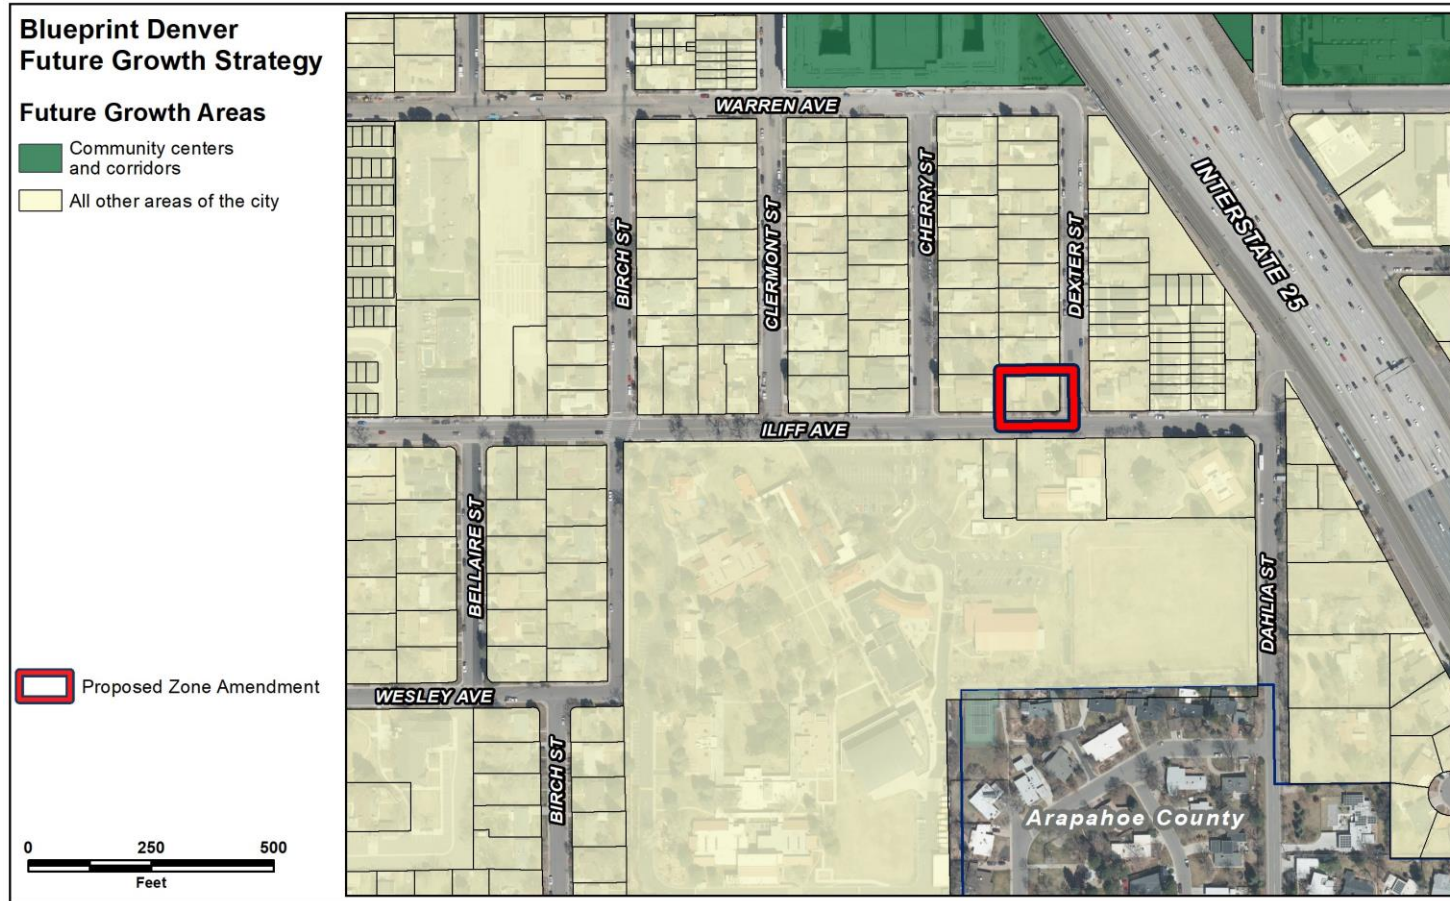 Blueprint Denver
Future Growth Strategy
Future Growth Areas
Community centers
and corridors
All other areas of the city
Proposed Zone Amendment
0 250 500
Feet
WARREN AVE
BIRCH ST
CLERMONT ST
CHERRY ST
DEXTER ST
INTERSTATE 25
ILIFF AVE
BELLAIRE ST
DAHLIA ST
WESLEY AVE
BIRCH ST
Arapahoe County